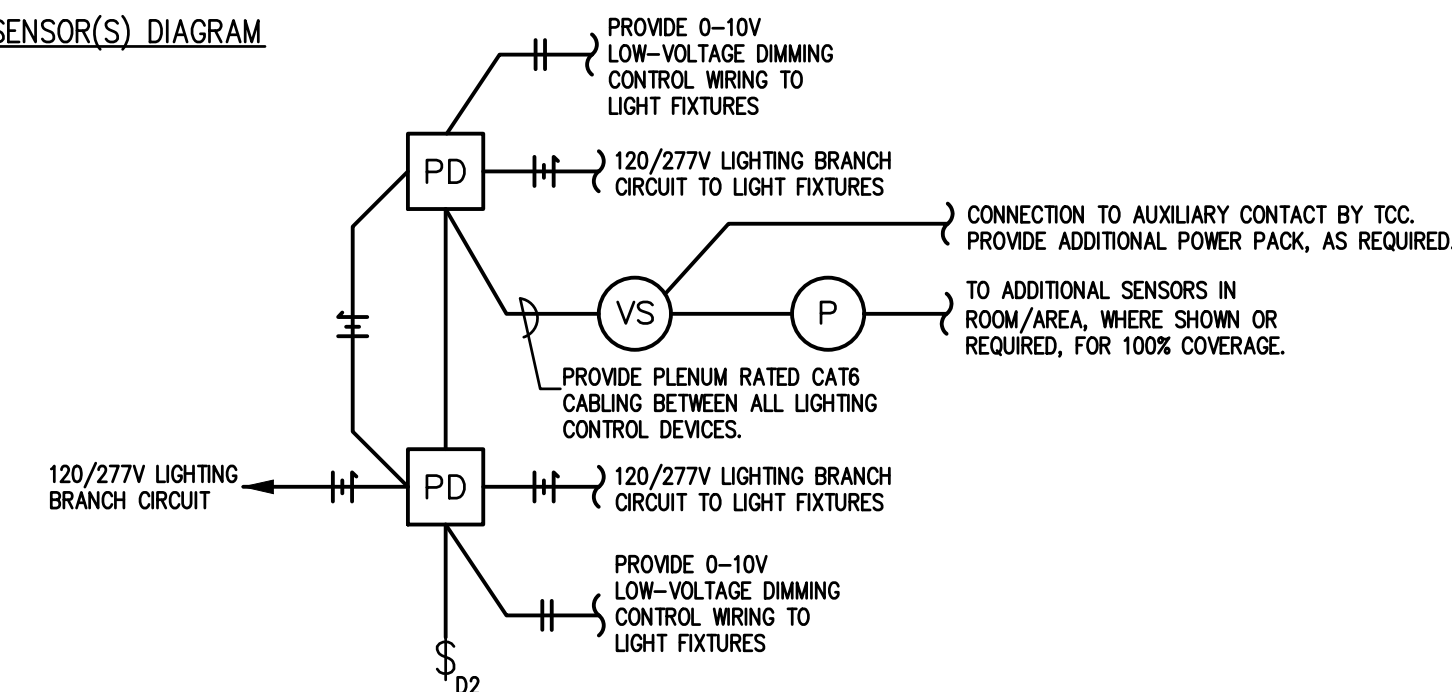 SENSOR(S) DIAGRAM
PROVIDE 0-10V
LOW-VOLTAGE DIMMING
CONTROL WIRING TO
LIGHT FIXTURES
PD
120/277V LIGHTING BRANCH
CIRCUIT TO LIGHT FIXTURES
CONNECTION TO AUXILIARY CONTACT BY TCC.
PROVIDE ADDITIONAL POWER PACK, AS REQUIRED.
VS
P
TO ADDITIONAL SENSORS IN
ROOM/AREA, WHERE SHOWN OR
REQUIRED, FOR 100% COVERAGE.
PROVIDE PLENUM RATED CAT6
CABLING BETWEEN ALL LIGHTING
CONTROL DEVICES.
120/277V LIGHTING
BRANCH CIRCUIT
PD
120/277V LIGHTING BRANCH
CIRCUIT TO LIGHT FIXTURES
PROVIDE 0-10V
LOW-VOLTAGE DIMMING
CONTROL WIRING TO
LIGHT FIXTURES
$D2